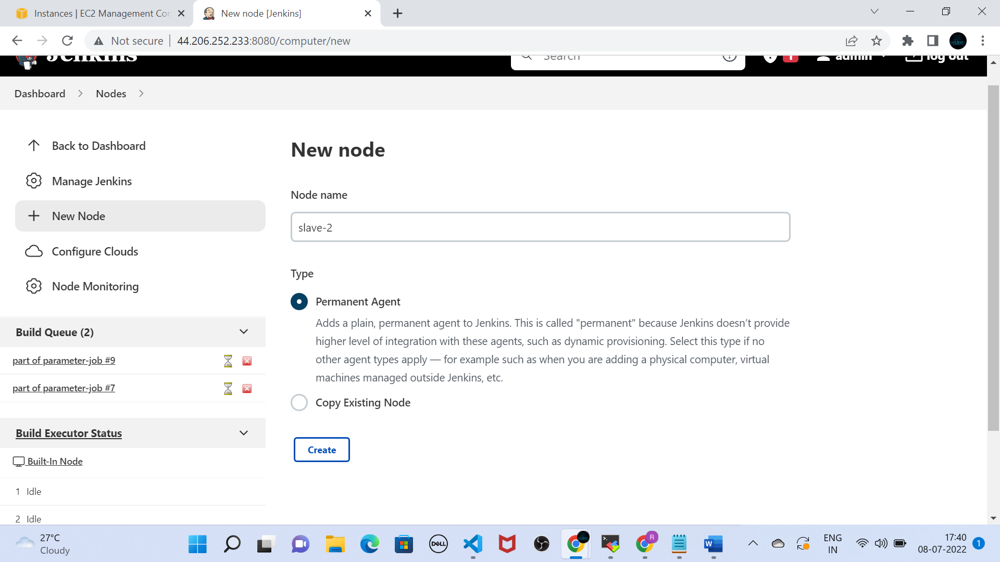 Instances | EC2 Management Con
New node [Jenkins]
Not secure
44.206.252.233:8080/computer/new
Jenkins
Search
1
admin
log out
Dashboard
Nodes
Back to Dashboard
Manage Jenkins
New Node
Configure Clouds
Node Monitoring
Build Queue (2)
part of parameter-job #9
part of parameter-job #7
Build Executor Status
Built-In Node
1 Idle
2 Idle
New node
Node name
slave-2
Type
Permanent Agent
Adds a plain, permanent agent to Jenkins. This is called "permanent" because Jenkins doesn’t provide
higher level of integration with these agents, such as dynamic provisioning. Select this type if no
other agent types apply — for example such as when you are adding a physical computer, virtual
machines managed outside Jenkins, etc.
Copy Existing Node
Create
27°C
Cloudy
DELL
R
W
ENG
IN
17:40
08-07-2022
1